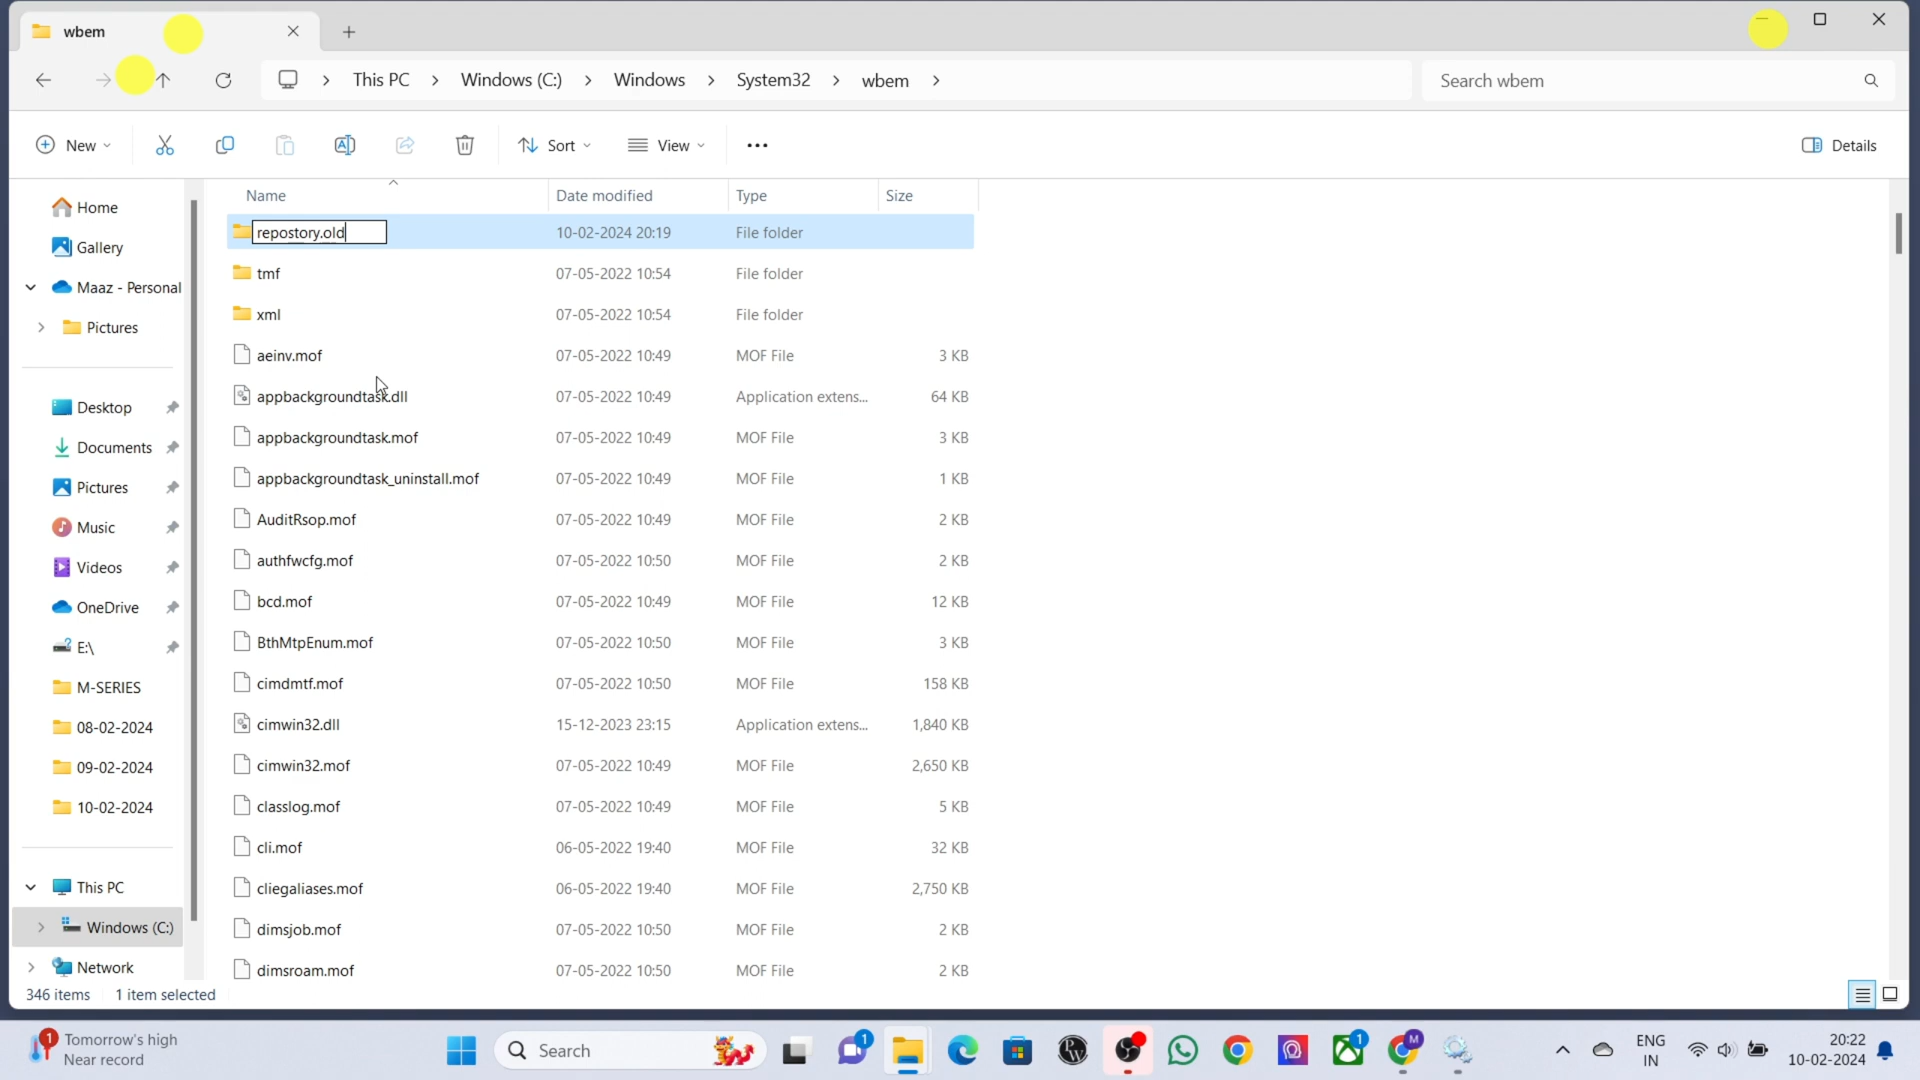 wbem
This PC
Windows (C:)
Windows
System32
wbem
Search wbem
New
Sort
View
Details
Home
Gallery
Maaz - Personal
Pictures
Desktop
Documents
Pictures
Music
Videos
OneDrive
E:\
M-SERIES
08-02-2024
09-02-2024
10-02-2024
This PC
Windows (C:)
Network
Name Date modified Type Size
repostory.old 10-02-2024 20:19 File folder
tmf 07-05-2022 10:54 File folder
xml 07-05-2022 10:54 File folder
aeinv.mof 07-05-2022 10:49 MOF File 3 KB
appbackgroundtask.dll 07-05-2022 10:49 Application extens... 64 KB
appbackgroundtask.mof 07-05-2022 10:49 MOF File 3 KB
appbackgroundtask_uninstall.mof 07-05-2022 10:49 MOF File 1 KB
AuditRsop.mof 07-05-2022 10:49 MOF File 2 KB
authfwcfg.mof 07-05-2022 10:50 MOF File 2 KB
bcd.mof 07-05-2022 10:49 MOF File 12 KB
BthMtpEnum.mof 07-05-2022 10:50 MOF File 3 KB
cimdmtf.mof 07-05-2022 10:50 MOF File 158 KB
cimwin32.dll 15-12-2023 23:15 Application extens... 1,840 KB
cimwin32.mof 07-05-2022 10:49 MOF File 2,650 KB
classlog.mof 07-05-2022 10:49 MOF File 5 KB
cli.mof 06-05-2022 19:40 MOF File 32 KB
cliegaliases.mof 06-05-2022 19:40 MOF File 2,750 KB
dimsjob.mof 07-05-2022 10:50 MOF File 2 KB
dimsroam.mof 07-05-2022 10:50 MOF File 2 KB
346 items 1 item selected
1
Tomorrow's high
Near record
Search
1
PW
1
M
ENG
IN
20:22
10-02-2024